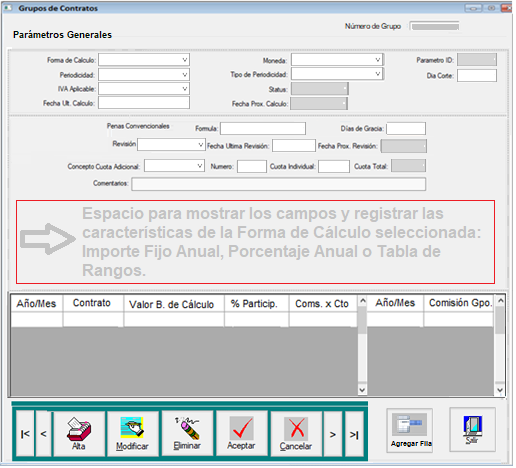 Grupos de Contratos
Número de Grupo
Parámetros Generales
Forma de Calculo: Moneda: Parametro ID:
Periodicidad: Tipo de Periodicidad: Dia Corte:
IVA Aplicable: Status:
Fecha Ult. Calculo: Fecha Prox. Calculo:
Penas Convencionales Formula: Días de Gracia:
Revisión Fecha Ultima Revisión: Fecha Prox. Revisión:
Concepto Cuota Adicional: Numero: Cuota Individual: Cuota Total:
Comentarios:
Espacio para mostrar los campos y registrar las
características de la Forma de Cálculo seleccionada:
Importe Fijo Anual, Porcentaje Anual o Tabla de
Rangos.
Año/Mes Contrato Valor B. de Cálculo % Particip. Coms. x Cto Año/Mes Comisión Gpo.
|< < Alta Modificar Eliminar Aceptar Cancelar > >| Agregar Fila Salir